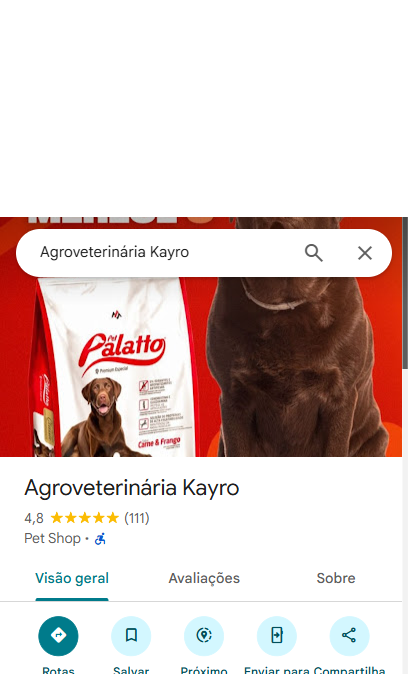 Agroveterinária Kayro
Pet
Palatto
Premium Especial
Carne & Frango
Agroveterinária Kayro
4,8 ★★★★★ (111)
Pet Shop ·
Visão geral Avaliações Sobre
Rotas Salvar Próximo Enviar para Compartilha